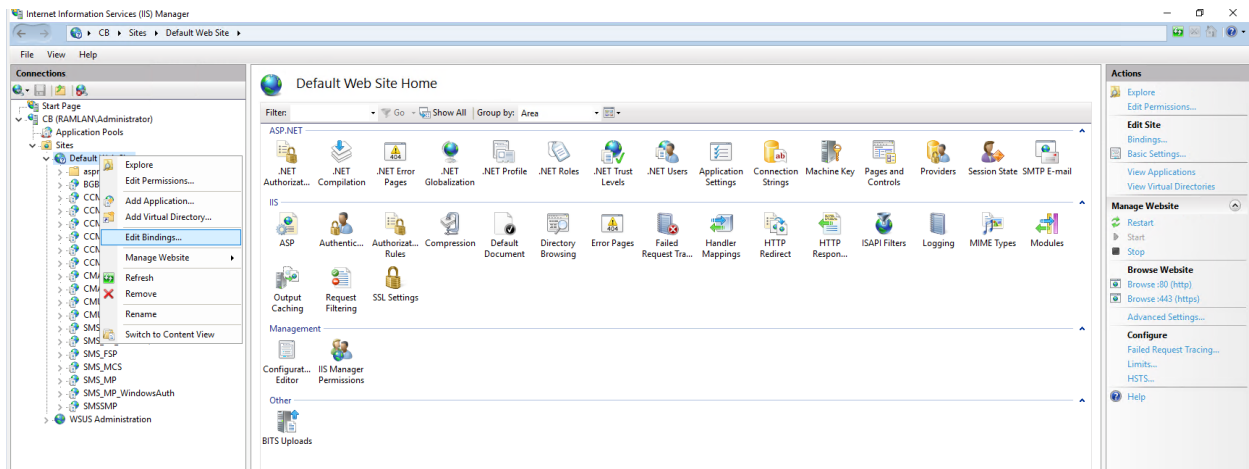 Internet Information Services (IIS) Manager
CB Sites Default Web Site
File View Help
Connections
Start Page
CB (RAMLAN\Administrator)
Application Pools
Sites
Default
BGB
SMS_FSP
SMS_MCS
SMS_MP
SMS_MP_WindowsAuth
SMSSMP
WSUS Administration
Explore
Edit Permissions...
Add Application...
Add Virtual Directory...
Edit Bindings...
Manage Website
Refresh
Remove
Rename
Switch to Content View
Default Web Site Home
Filter: Go Show All Group by: Area
ASP.NET
.NET Authorizat...
.NET Compilation
.NET Error Pages
.NET Globalization
.NET Profile
.NET Roles
.NET Trust Levels
.NET Users
Application Settings
Connection Strings
Machine Key
Pages and Controls
Providers
Session State
SMTP E-mail
IIS
ASP
Authentic...
Authorizat... Rules
Compression
Default Document
Directory Browsing
Error Pages
Failed Request Tra...
Handler Mappings
HTTP Redirect
HTTP Respon...
ISAPI Filters
Logging
MIME Types
Modules
Output Caching
Request Filtering
SSL Settings
Management
Configurat... Editor
IIS Manager Permissions
Other
BITS Uploads
Actions
Explore
Edit Permissions...
Edit Site
Bindings...
Basic Settings...
View Applications
View Virtual Directories
Manage Website
Restart
Start
Stop
Browse Website
Browse :80 (http)
Browse :443 (https)
Advanced Settings...
Configure
Failed Request Tracing...
Limits...
HSTS...
Help